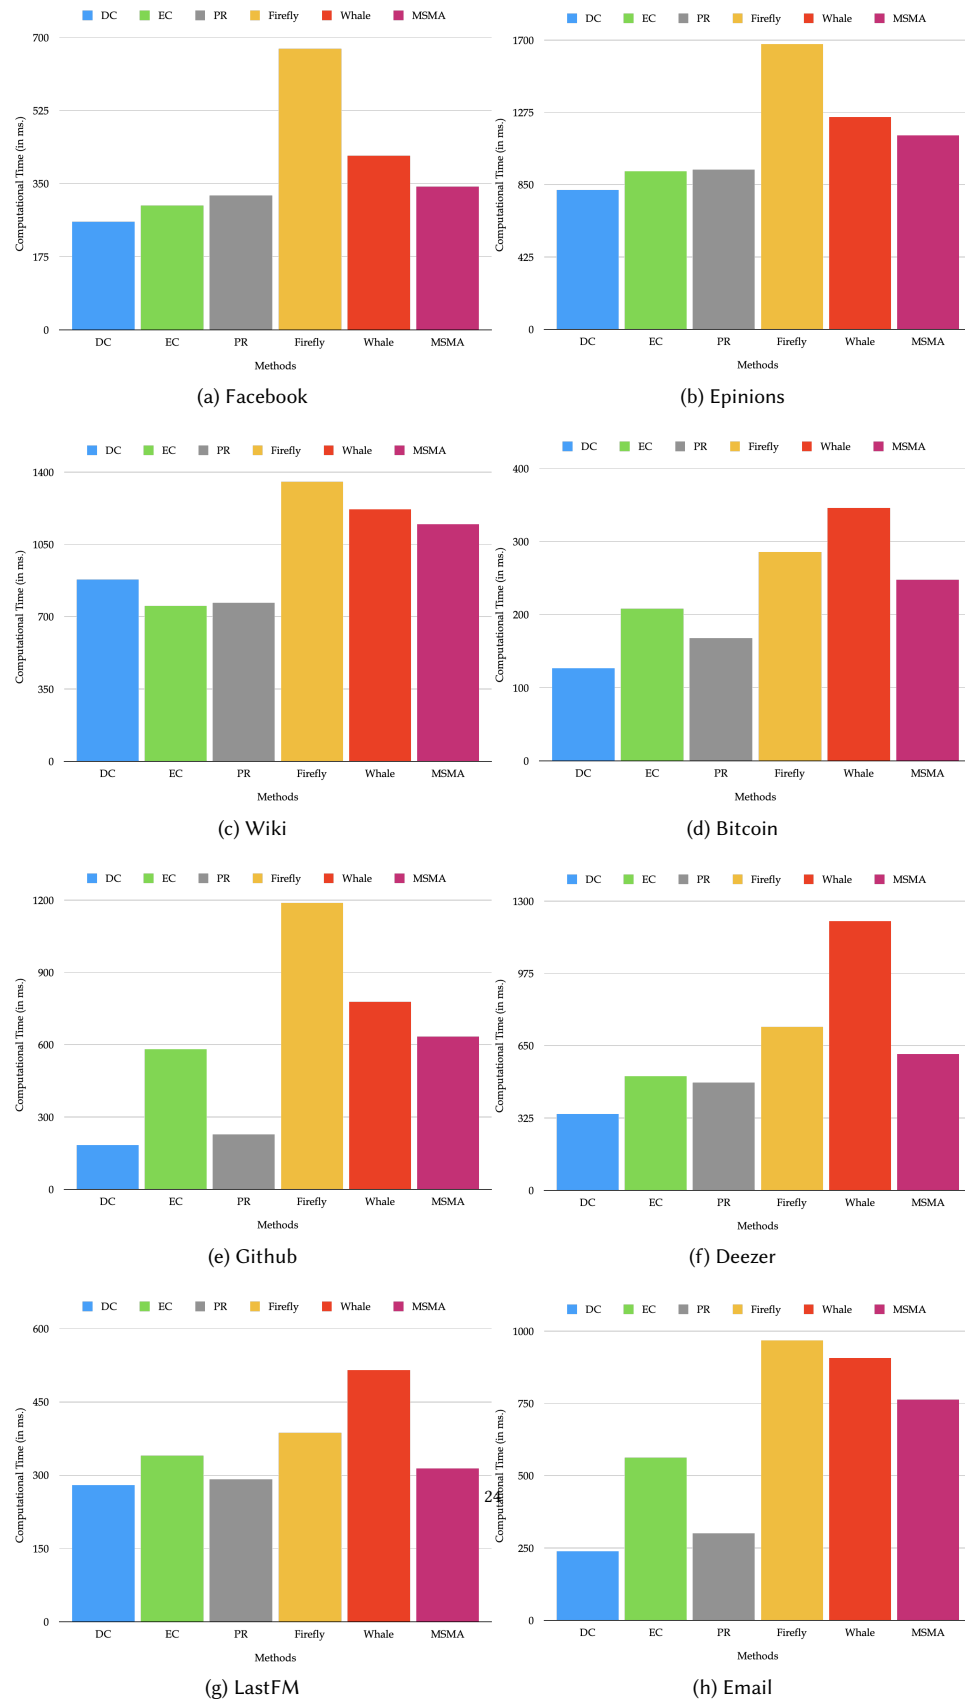 DC EC PR Firefly Whale MSMA
700
525
350
175
0
Computational Time (in ms.)
DC EC PR Firefly Whale MSMA
Methods
(a) Facebook
DC EC PR Firefly Whale MSMA
1700
1275
850
425
0
Computational Time (in ms.)
DC EC PR Firefly Whale MSMA
Methods
(b) Epinions
DC EC PR Firefly Whale MSMA
1400
1050
700
350
0
Computational Time (in ms.)
DC EC PR Firefly Whale MSMA
Methods
(c) Wiki
DC EC PR Firefly Whale MSMA
400
300
200
100
0
Computational Time (in ms.)
DC EC PR Firefly Whale MSMA
Methods
(d) Bitcoin
DC EC PR Firefly Whale MSMA
1200
900
600
300
0
Computational Time (in ms.)
DC EC PR Firefly Whale MSMA
Methods
(e) Github
DC EC PR Firefly Whale MSMA
1300
975
650
325
0
Computational Time (in ms.)
DC EC PR Firefly Whale MSMA
Methods
(f) Deezer
DC EC PR Firefly Whale MSMA
600
450
300
150
0
Computational Time (in ms.)
DC EC PR Firefly Whale MSMA
Methods
(g) LastFM
DC EC PR Firefly Whale MSMA
1000
750
500
250
0
Computational Time (in ms.)
DC EC PR Firefly Whale MSMA
Methods
(h) Email
24